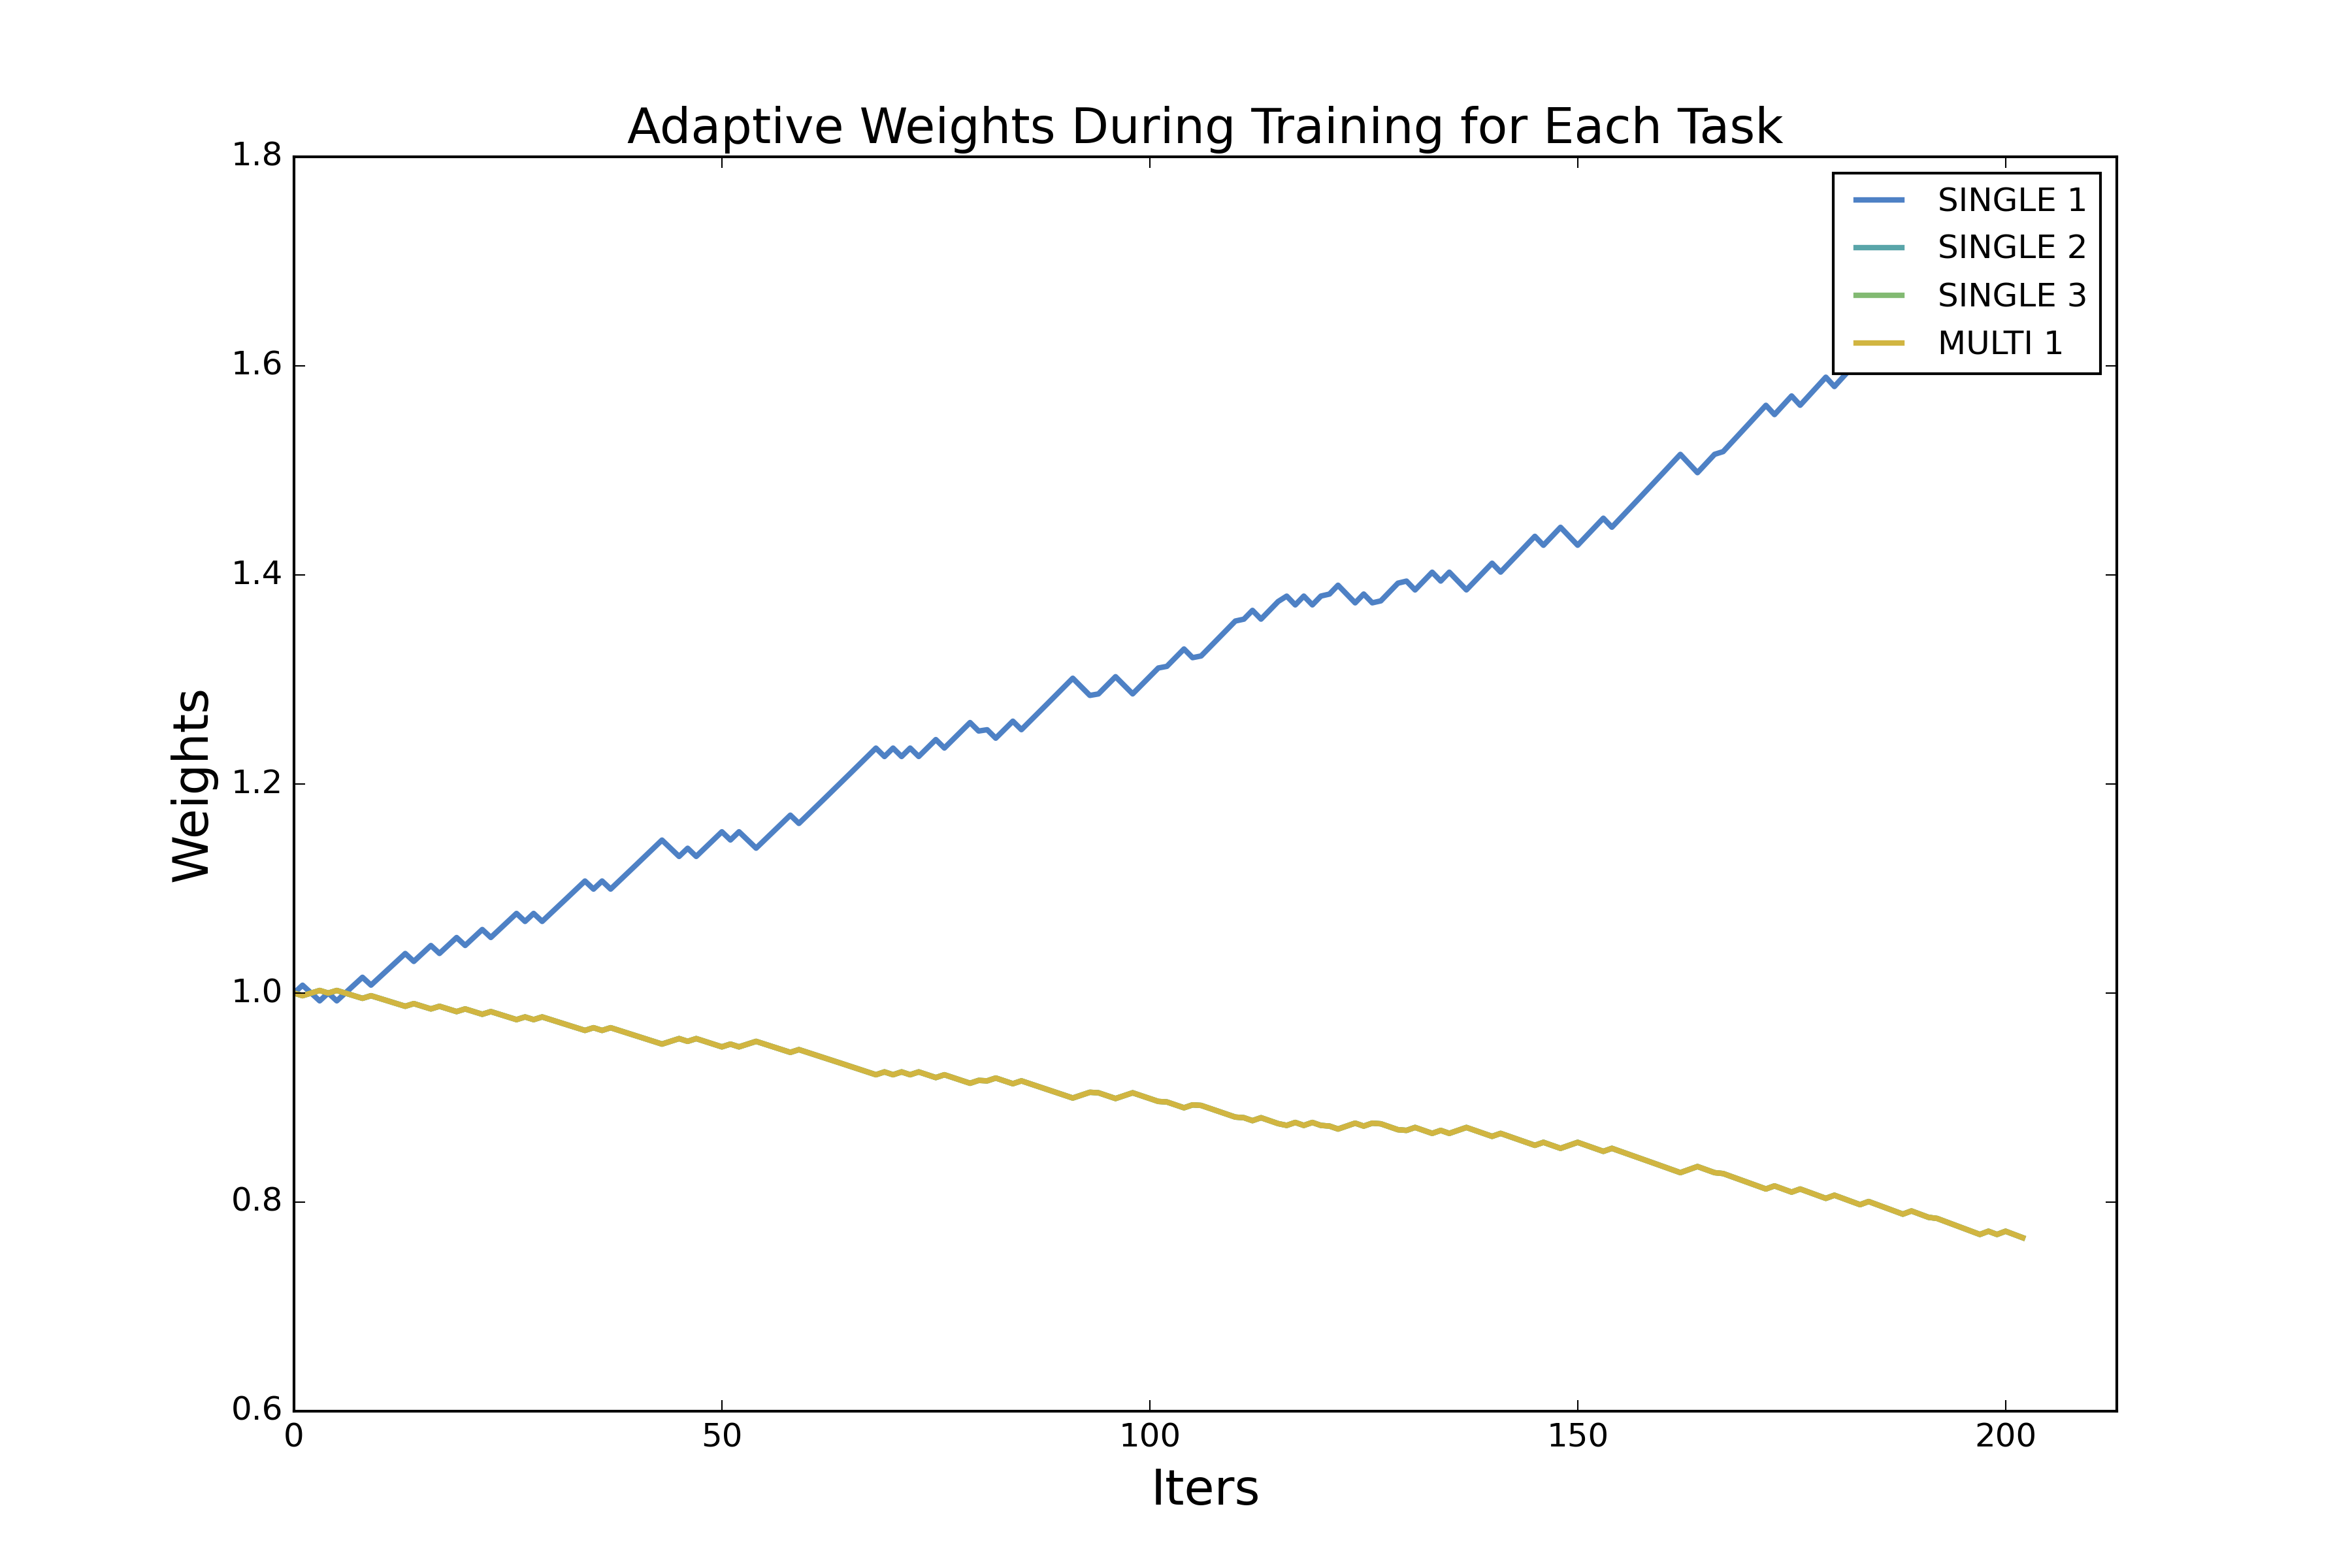 Adaptive Weights During Training for Each Task
1.8
1.6
1.4
1.2
1.0
0.8
0.6
Weights
SINGLE 1
SINGLE 2
SINGLE 3
MULTI 1
0 50 100 150 200
Iters